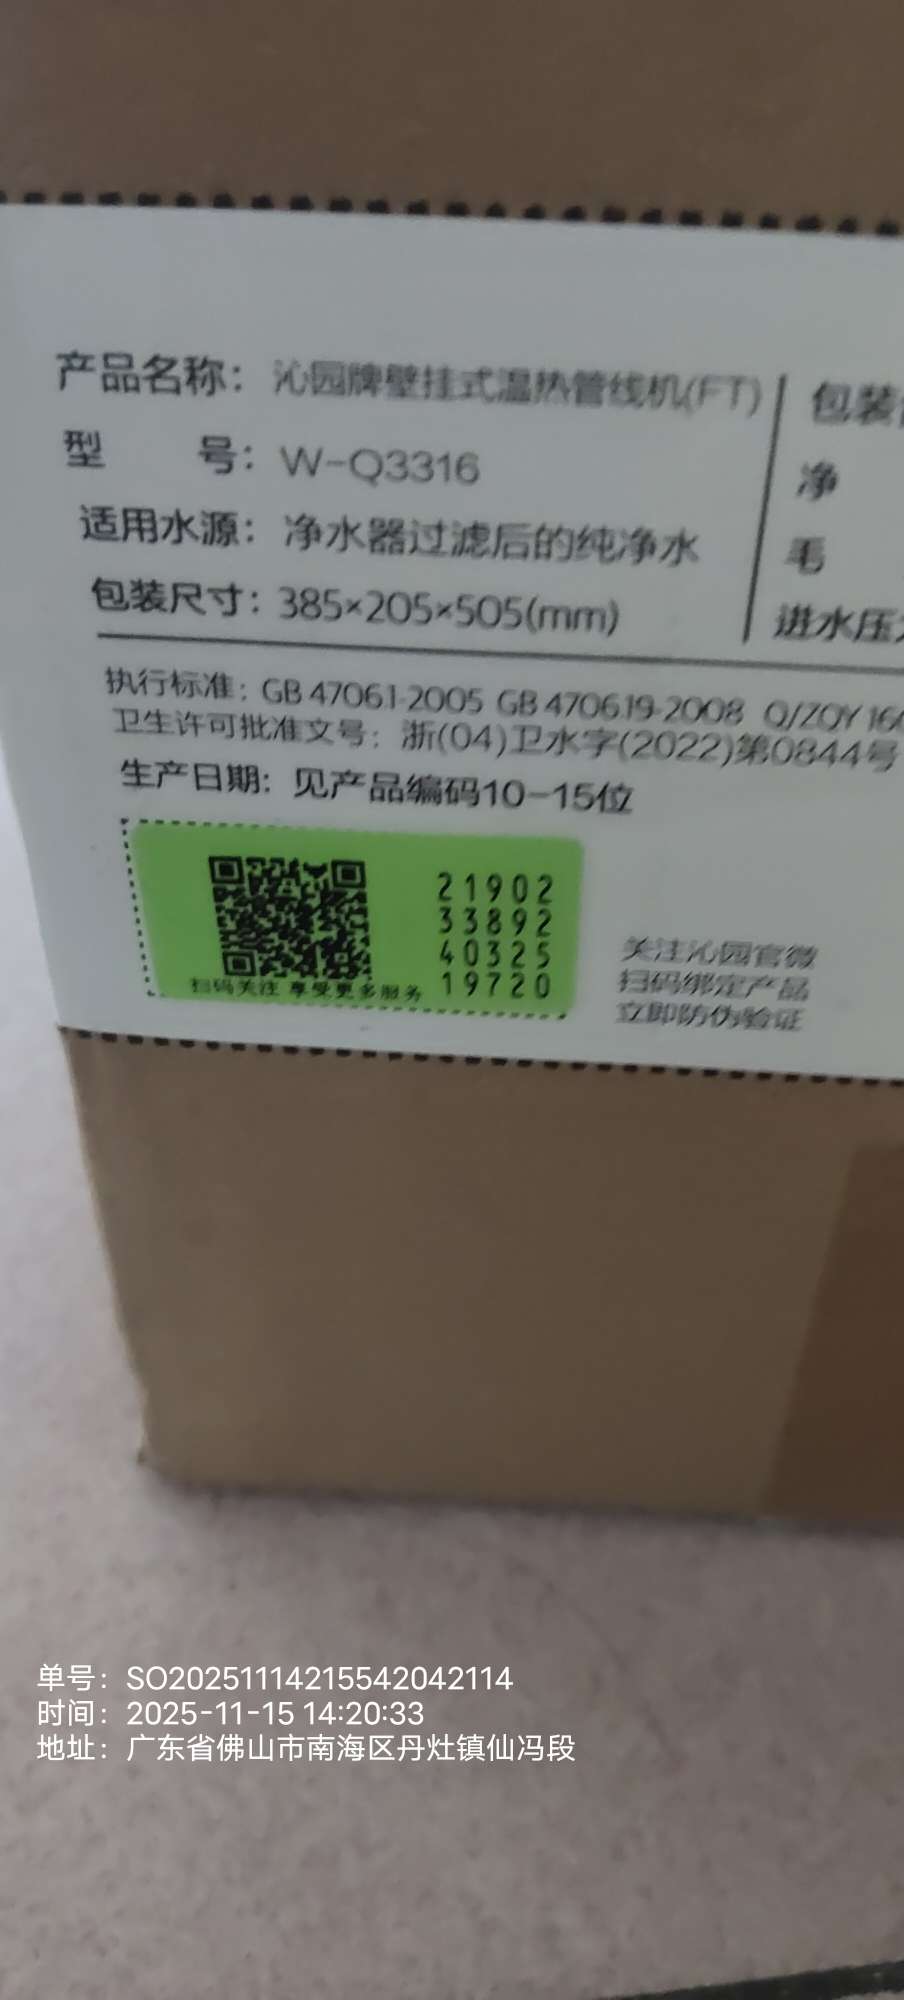 产品名称：沁园牌壁挂式温热管线机(FT)
型 号：W-Q3316
适用水源：净水器过滤后的纯净水
包装尺寸：385×205×505(mm)
包装
净
毛
进水压
执行标准：GB 4706.1-2005 GB 4706.19-2008 Q/ZQY
卫生许可批准文号：浙(04)卫水字(2022)第0844号
生产日期：见产品编码10-15位
21902
33892
40325
19720
扫码关注 享受更多服务
关注沁园官微
扫码绑定产品
立即防伪验证
单号：SO20251114215542042114
时间：2025-11-15 14:20:33
地址：广东省佛山市南海区丹灶镇仙冯段